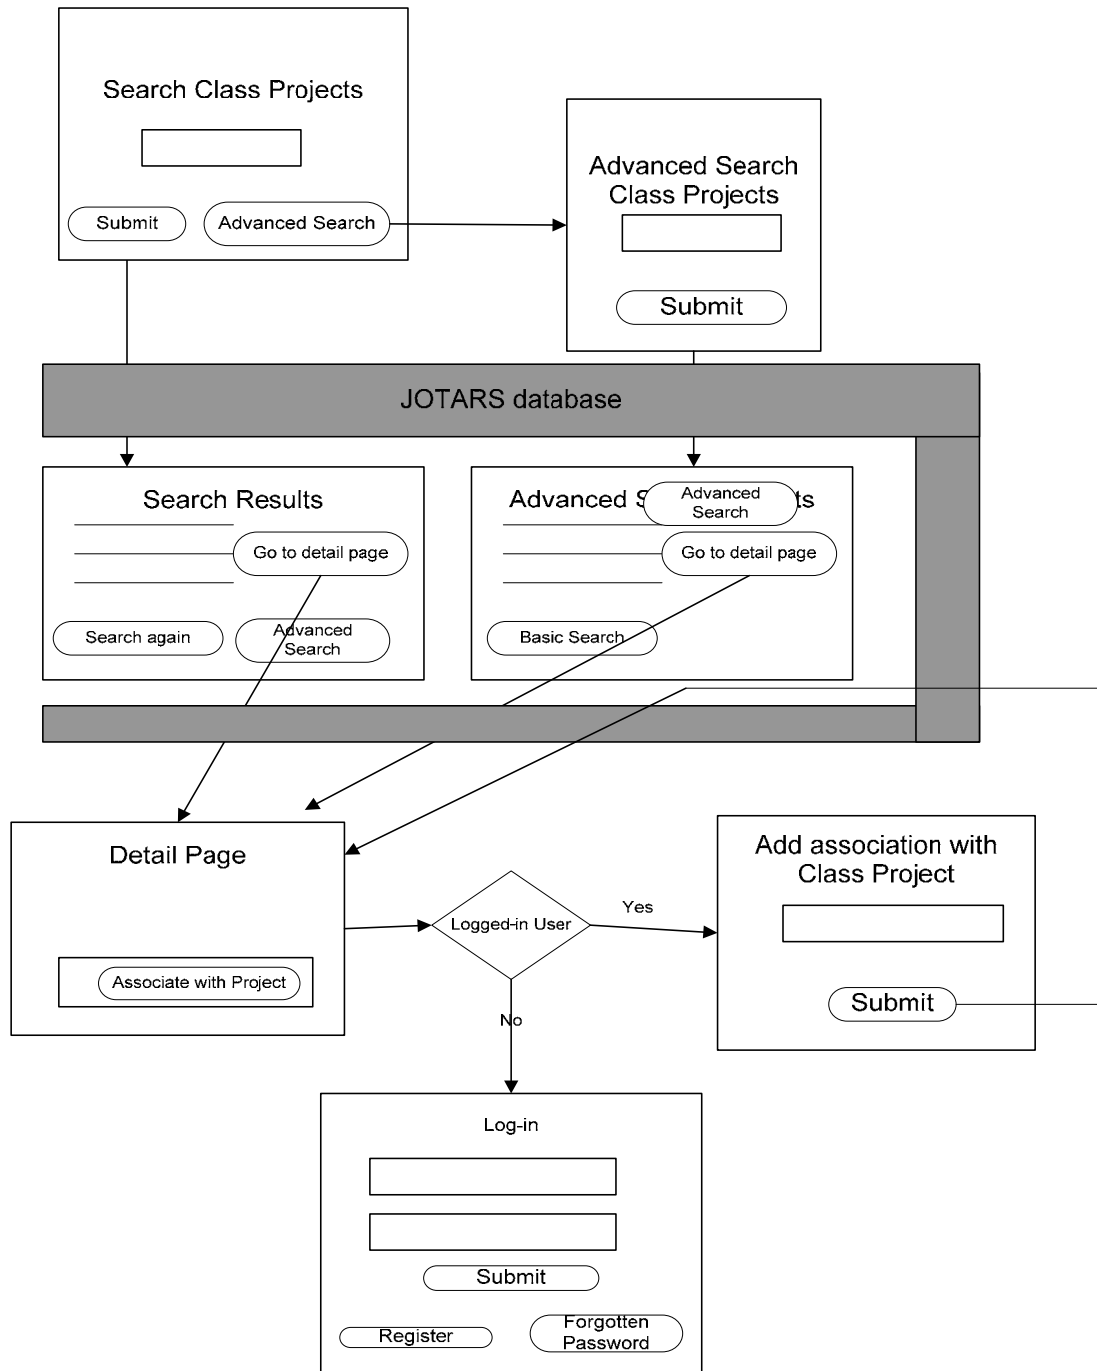 Search Class Projects
Submit
Advanced Search
Advanced Search
Class Projects
Submit
JOTARS database
Search Results
Go to detail page
Search again
Advanced
Search
Advanced
Advanced
Search
Go to detail page
Basic Search
Detail Page
Associate with Project
Logged-in User
Yes
No
Add association with
Class Project
Submit
Log-in
Submit
Register
Forgotten
Password